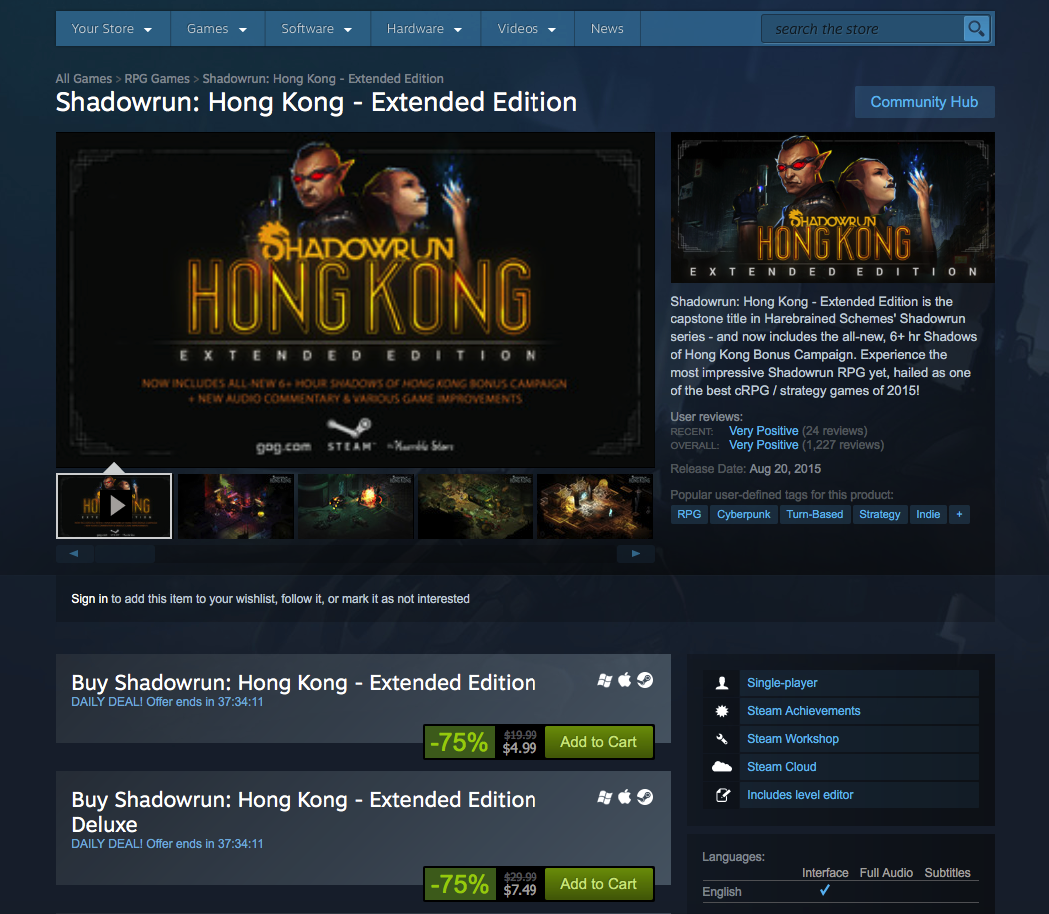 Your Store Games Software Hardware Videos News search the store
All Games > RPG Games > Shadowrun: Hong Kong - Extended Edition
Shadowrun: Hong Kong - Extended Edition
Community Hub
SHADOWRUN
HONG KONG
EXTENDED EDITION
NOW INCLUDES ALL-NEW 6+ HOUR SHADOWS OF HONG KONG BONUS CAMPAIGN
+ NEW AUDIO COMMENTARY & VARIOUS GAME IMPROVEMENTS
gog.com STEAM The Humble Store
SHADOWRUN
HONG KONG
EXTENDED EDITION
Shadowrun: Hong Kong - Extended Edition is the
capstone title in Harebrained Schemes' Shadowrun
series - and now includes the all-new, 6+ hr Shadows
of Hong Kong Bonus Campaign. Experience the
most impressive Shadowrun RPG yet, hailed as one
of the best cRPG / strategy games of 2015!
User reviews:
RECENT: Very Positive (24 reviews)
OVERALL: Very Positive (1,227 reviews)
Release Date: Aug 20, 2015
Popular user-defined tags for this product:
RPG Cyberpunk Turn-Based Strategy Indie +
Sign in to add this item to your wishlist, follow it, or mark it as not interested
Buy Shadowrun: Hong Kong - Extended Edition
DAILY DEAL! Offer ends in 37:34:11
-75% $19.99 $4.99 Add to Cart
Buy Shadowrun: Hong Kong - Extended Edition
Deluxe
DAILY DEAL! Offer ends in 37:34:11
-75% $29.99 $7.49 Add to Cart
Single-player
Steam Achievements
Steam Workshop
Steam Cloud
Includes level editor
Languages:
Interface Full Audio Subtitles
English ✓